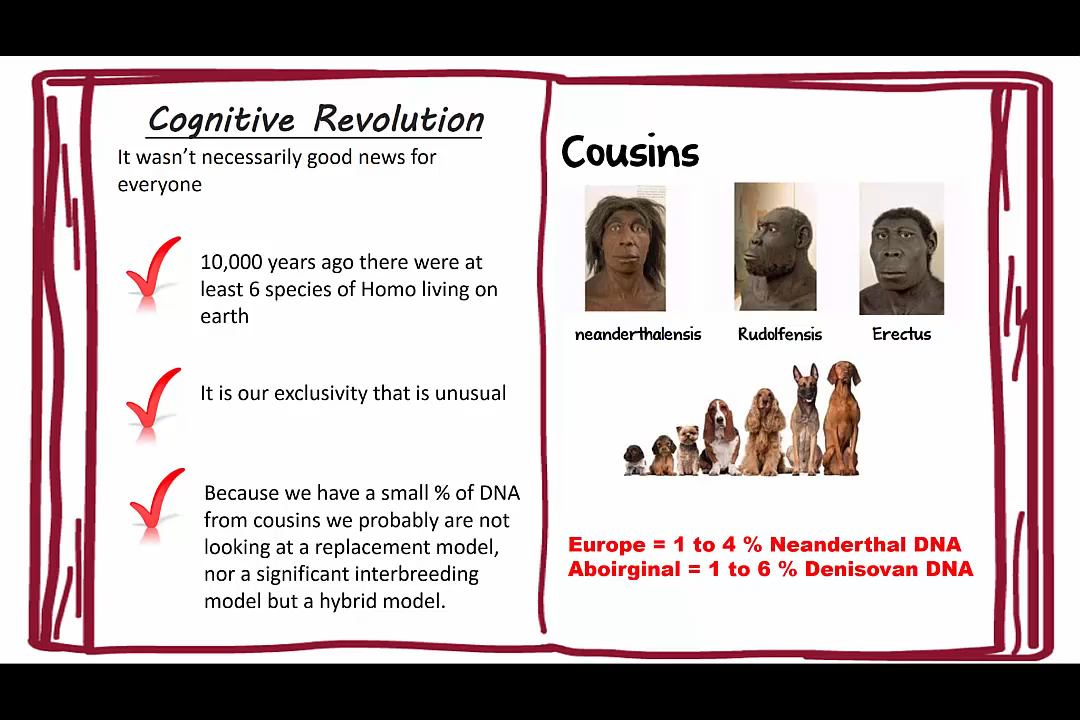 Cognitive Revolution
It wasn't necessarily good news for
everyone
10,000 years ago there were at
least 6 species of Homo living on
earth
It is our exclusivity that is unusual
Because we have a small % of DNA
from cousins we probably are not
looking at a replacement model,
nor a significant interbreeding
model but a hybrid model.
Cousins
neanderthalensis
Rudolfensis
Erectus
Europe = 1 to 4 % Neanderthal DNA
Aboirginal = 1 to 6 % Denisovan DNA